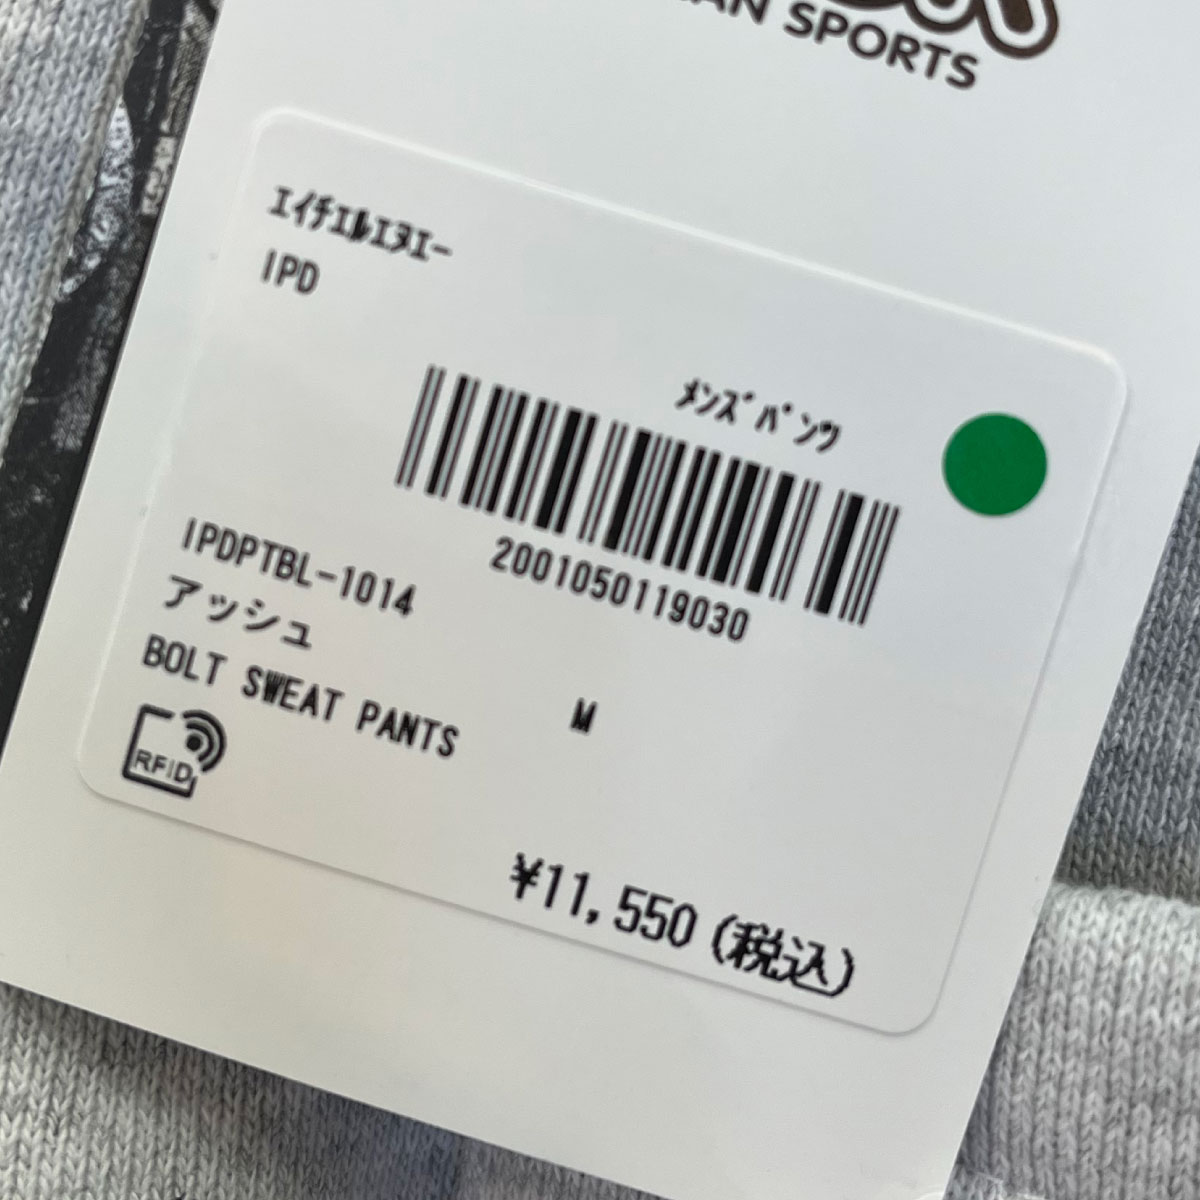 SPORTS
ｴｲﾁｴﾙｴﾇｴｰ
IPD
ﾒﾝｽﾞﾊﾟﾝﾂ
2001050119030
IPDPTBL-1014
アッシュ
BOLT SWEAT PANTS
M
RFID
¥11,550(税込)